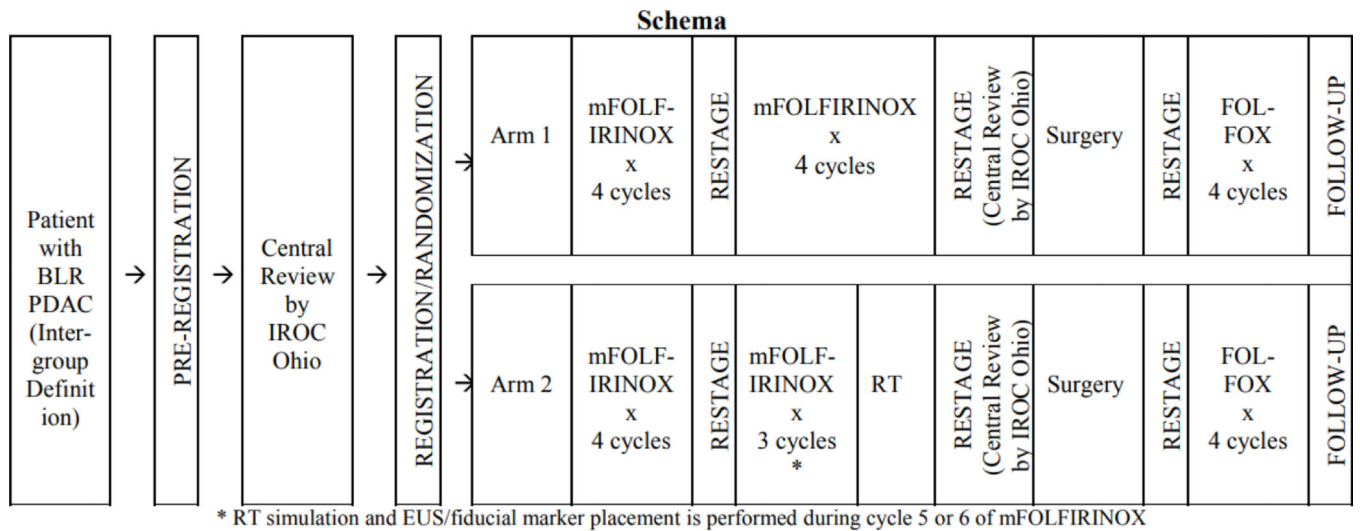 Schema
Patient
with
BLR
PDAC
(Inter-
group
Definit
ion)
→
PRE-REGISTRATION
→
Central
Review
by
IROC
Ohio
→
REGISTRATION/RANDOMIZATION
→
Arm 1
mFOLF-
IRINOX
x
4 cycles
RESTAGE
mFOLFIRINOX
x
4 cycles
RESTAGE
(Central Review
by IROC Ohio)
Surgery
RESTAGE
FOL-
FOX
x
4 cycles
FOLLOW-UP
→
Arm 2
mFOLF-
IRINOX
x
4 cycles
RESTAGE
mFOLF-
IRINOX
x
3 cycles
*
RT
RESTAGE
(Central Review
by IROC Ohio)
Surgery
RESTAGE
FOL-
FOX
x
4 cycles
FOLLOW-UP
* RT simulation and EUS/fiducial marker placement is performed during cycle 5 or 6 of mFOLFIRINOX